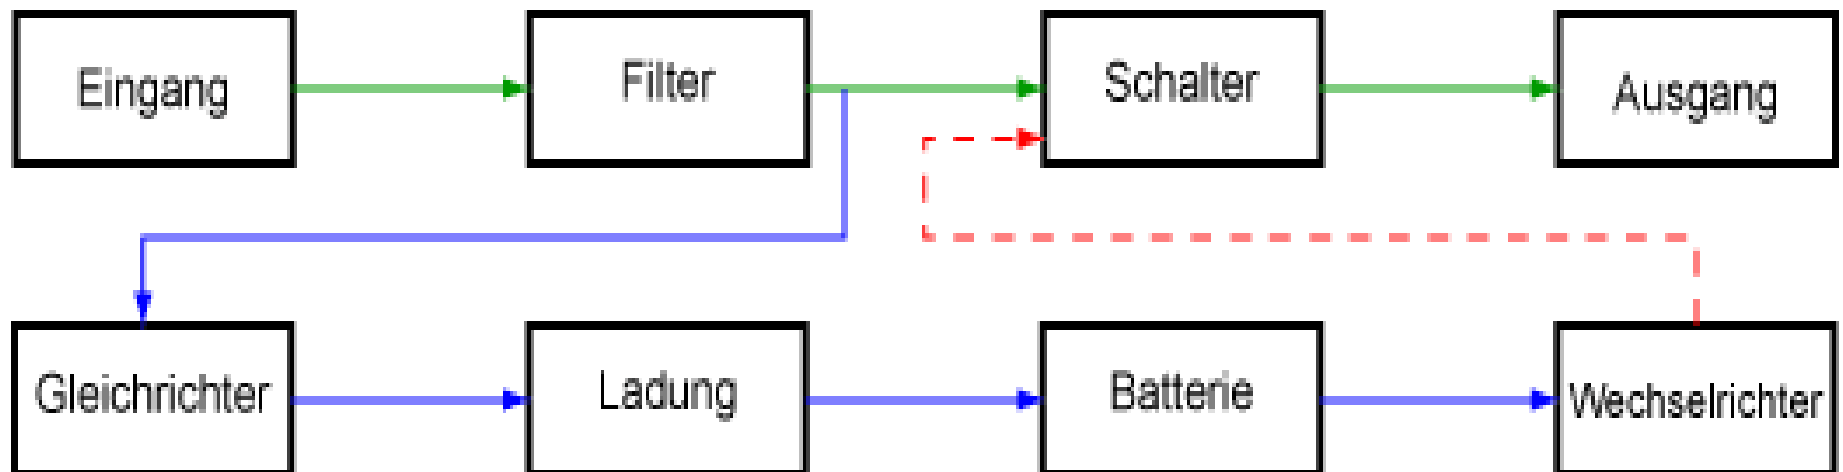 Eingang
Filter
Schalter
Ausgang
Gleichrichter
Ladung
Batterie
Wechselrichter